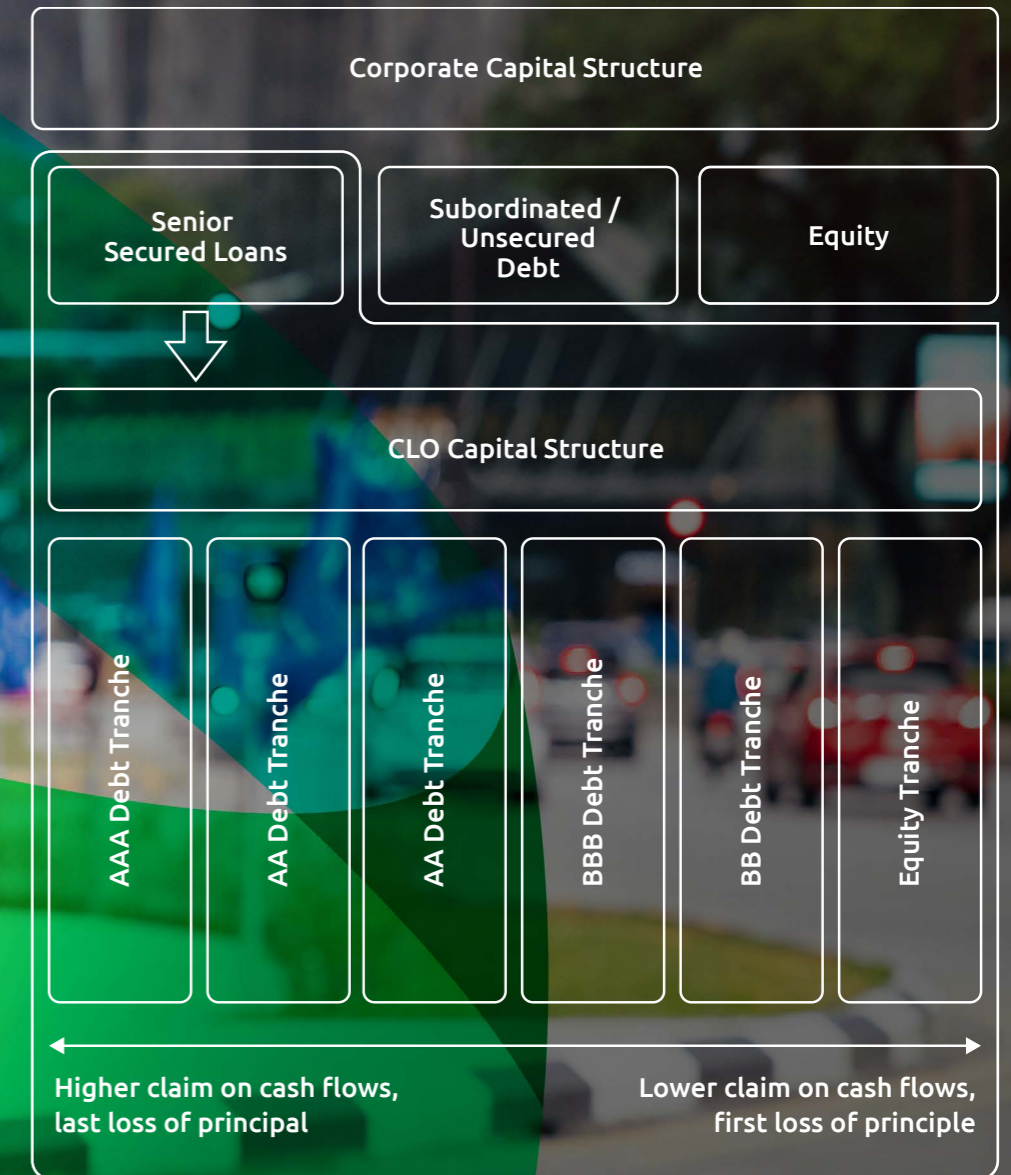 Corporate Capital Structure
Senior
Secured Loans
Subordinated /
Unsecured
Debt
Equity
CLO Capital Structure
AAA Debt Tranche
AA Debt Tranche
AA Debt Tranche
BBB Debt Tranche
BB Debt Tranche
Equity Tranche
Higher claim on cash flows,
last loss of principal
Lower claim on cash flows,
first loss of principle